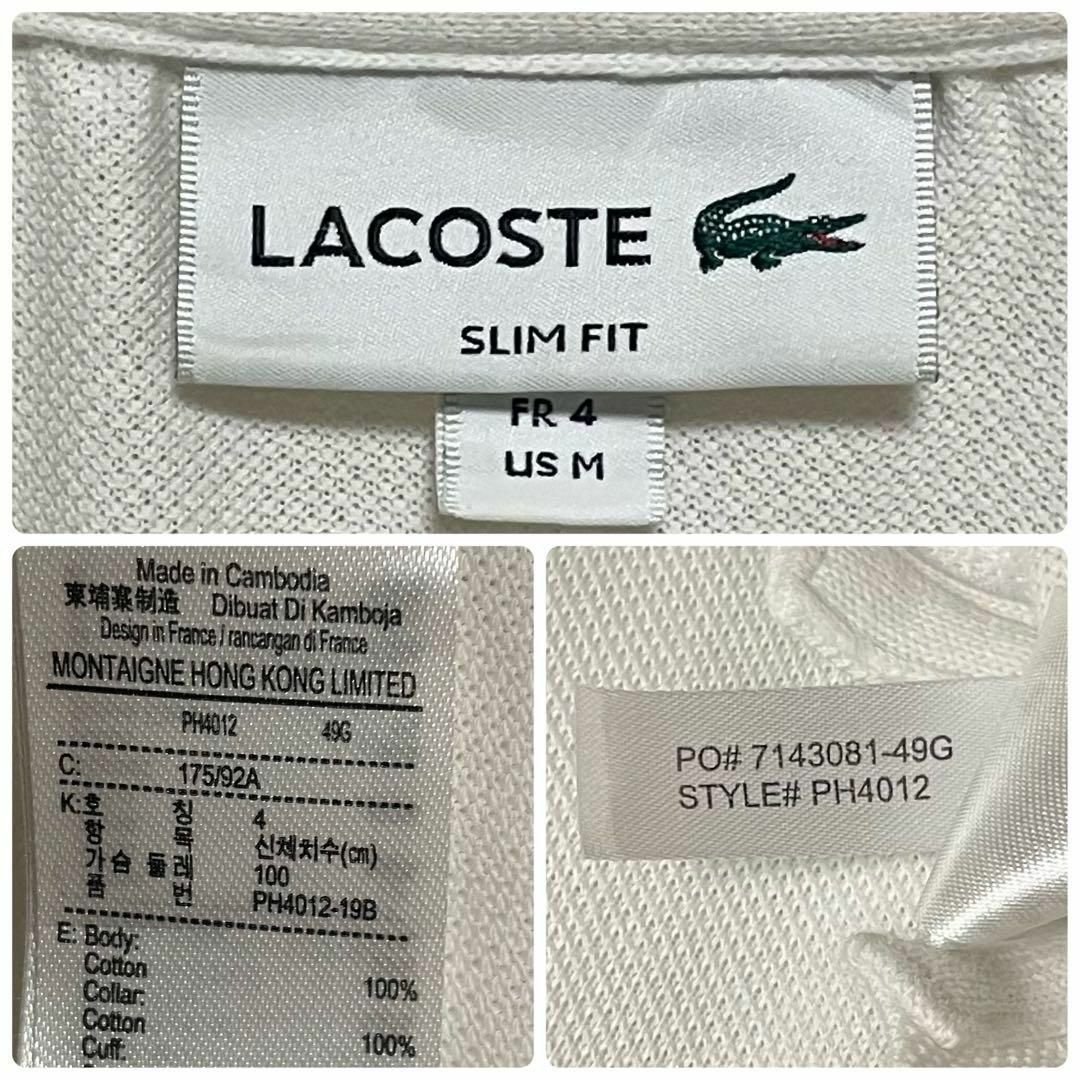 LACOSTE
SLIM FIT
FR 4
US M
Made in Cambodia
柬埔寨制造 Dibuat Di Kamboja
Design in France / rancangan di France
MONTAIGNE HONG KONG LIMITED
PH4012 49G
C: 175/92A
K: 호 칭 4
항 목 신체치수(cm)
가 슴 둘 레 100
품 번 PH4012-19B
E: Body:
Cotton 100%
Collar:
Cotton 100%
Cuff:
PO# 7143081-49G
STYLE# PH4012